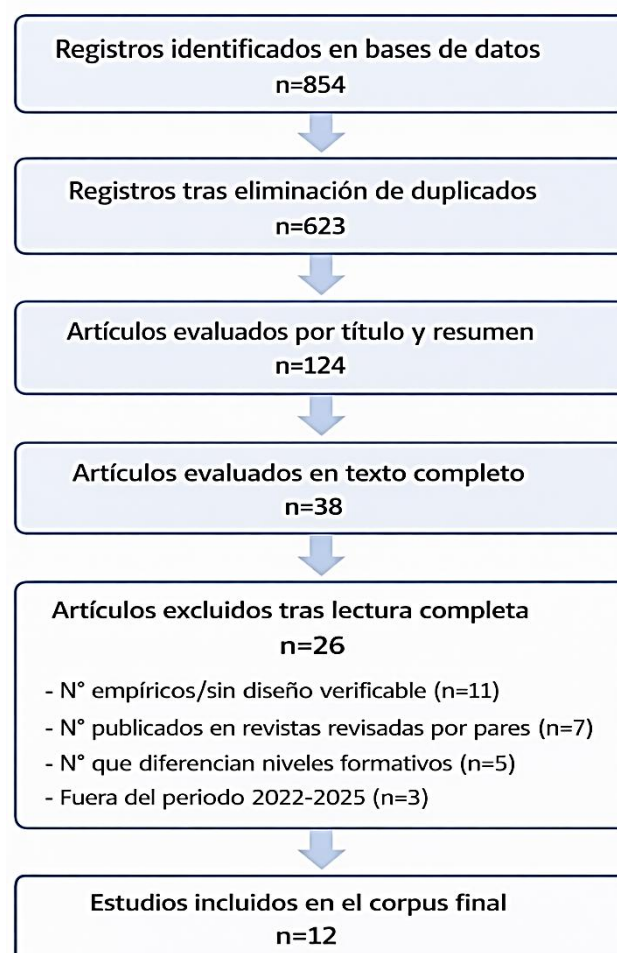 Registros identificados en bases de datos
n=854
Registros tras eliminación de duplicados
n=623
Artículos evaluados por título y resumen
n=124
Artículos evaluados en texto completo
n=38
Artículos excluidos tras lectura completa
n=26
- N° empíricos/sin diseño verificable (n=11)
- N° publicados en revistas revisadas por pares (n=7)
- N° que diferencian niveles formativos (n=5)
- Fuera del periodo 2022-2025 (n=3)
Estudios incluidos en el corpus final
n=12